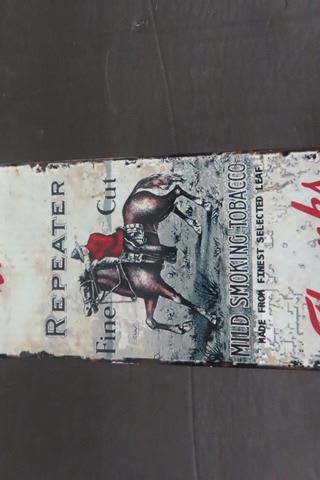 REPEATER
Fine Cut
MILD SMOKING TOBACCO
MADE FROM FINEST SELECTED LEAF